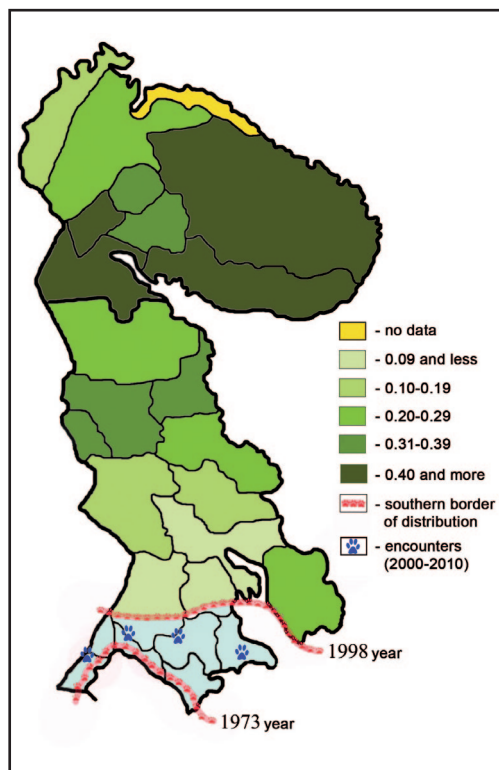 - no data
- 0.09 and less
- 0.10-0.19
- 0.20-0.29
- 0.31-0.39
- 0.40 and more
- southern border
of distribution
- encounters
(2000-2010)
1998 year
1973 year